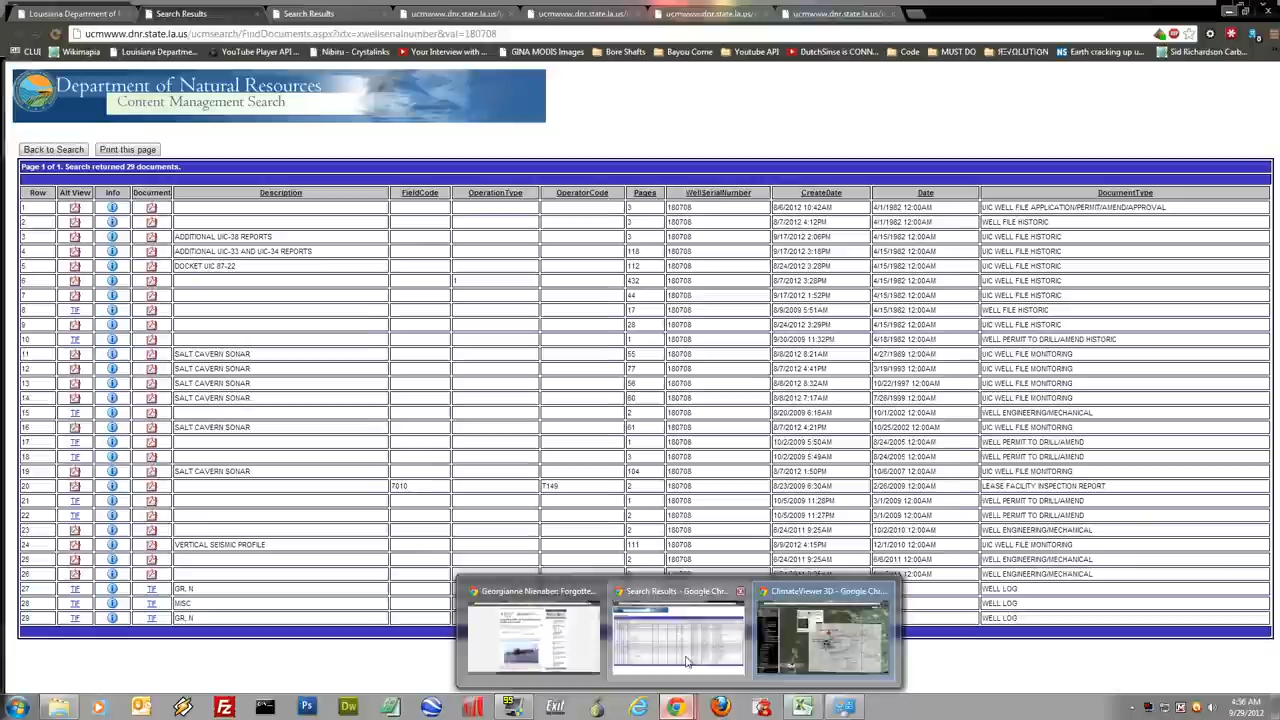 Louisiana Department of
Search Results
Search Results
ucmwww.dnr.state.la.us/
ucmwww.dnr.state.la.us/
ucmwww.dnr.state.la.us/
ucmwww.dnr.state.la.us/
ucmwww.dnr.state.la.us/ucmsearch/FindDocuments.aspx?idx=xwellserialnumber&val=180708
CLUI Wikimapia Louisiana Departme... YouTube Player API ... Nibiru - Crystalinks Your Interview with ... GINA MODIS Images Bore Shafts Bayou Corne Youtube API DutchSinse is CONN... Code MUST DO Earth cracking up u... Sid Richardson Carb...
Department of Natural Resources
Content Management Search
Back to Search Print this page
Page 1 of 1. Search returned 29 documents.
Row Alt View Info Document Description FieldCode OperationType OperatorCode Pages WellSerialNumber CreateDate Date DocumentType
1 3 180708 8/6/2012 10:42AM 4/1/1982 12:00AM UIC WELL FILE APPLICATION/PERMIT/AMEND/APPROVAL
2 3 180708 8/7/2012 4:12PM 4/1/1982 12:00AM WELL FILE HISTORIC
3 ADDITIONAL UIC-38 REPORTS 3 180708 9/17/2012 2:06PM 4/15/1982 12:00AM UIC WELL FILE HISTORIC
4 ADDITIONAL UIC-33 AND UIC-34 REPORTS 118 180708 9/17/2012 3:18PM 4/15/1982 12:00AM UIC WELL FILE HISTORIC
5 DOCKET UIC 87-22 112 180708 8/24/2012 3:28PM 4/15/1982 12:00AM UIC WELL FILE HISTORIC
6 1 432 180708 8/7/2012 3:28PM 4/15/1982 12:00AM UIC WELL FILE HISTORIC
7 44 180708 9/17/2012 1:52PM 4/15/1982 12:00AM UIC WELL FILE HISTORIC
8 TIF 17 180708 8/9/2009 5:51AM 4/15/1982 12:00AM UIC WELL FILE HISTORIC
9 28 180708 8/24/2012 3:29PM 4/15/1982 12:00AM UIC WELL FILE HISTORIC
10 TIF 1 180708 9/30/2009 11:32PM 4/18/1982 12:00AM WELL PERMIT TO DRILL/AMEND HISTORIC
11 SALT CAVERN SONAR 55 180708 8/8/2012 8:21AM 4/27/1989 12:00AM UIC WELL FILE MONITORING
12 SALT CAVERN SONAR 77 180708 8/7/2012 4:41PM 3/19/1993 12:00AM UIC WELL FILE MONITORING
13 SALT CAVERN SONAR 56 180708 8/8/2012 8:32AM 10/22/1997 12:00AM UIC WELL FILE MONITORING
14 SALT CAVERN SONAR 60 180708 8/8/2012 7:17AM 7/26/1999 12:00AM UIC WELL FILE MONITORING
15 TIF 2 180708 8/20/2009 6:16AM 10/1/2002 12:00AM WELL ENGINEERING/MECHANICAL
16 SALT CAVERN SONAR 61 180708 8/7/2012 4:21PM 10/25/2002 12:00AM UIC WELL FILE MONITORING
17 TIF 1 180708 10/2/2009 5:50AM 8/24/2005 12:00AM WELL PERMIT TO DRILL/AMEND
18 TIF 3 180708 10/2/2009 5:49AM 8/24/2005 12:00AM WELL PERMIT TO DRILL/AMEND
19 SALT CAVERN SONAR 104 180708 8/7/2012 1:50PM 10/6/2007 12:00AM UIC WELL FILE MONITORING
20 7010 T149 2 180708 8/23/2009 6:30AM 2/26/2009 12:00AM LEASE FACILITY INSPECTION REPORT
21 TIF 1 180708 10/5/2009 11:28PM 3/1/2009 12:00AM WELL PERMIT TO DRILL/AMEND
22 TIF 2 180708 10/5/2009 11:27PM 3/1/2009 12:00AM WELL PERMIT TO DRILL/AMEND
23 2 180708 8/24/2011 9:25AM 10/2/2010 12:00AM WELL ENGINEERING/MECHANICAL
24 VERTICAL SEISMIC PROFILE 111 180708 8/9/2012 4:15PM 12/1/2010 12:00AM UIC WELL FILE MONITORING
25 2 180708 8/24/2011 9:25AM 6/6/2011 12:00AM WELL ENGINEERING/MECHANICAL
26 WELL ENGINEERING/MECHANICAL
27 TIF TIF GR, N WELL LOG
28 TIF TIF MISC WELL LOG
29 TIF TIF GR, N WELL LOG
Georgianne Nienaber: Forgotte...
Search Results - Google Chr...
ClimateViewer 3D - Google Chr...
Exit
4:36 AM
9/29/2012